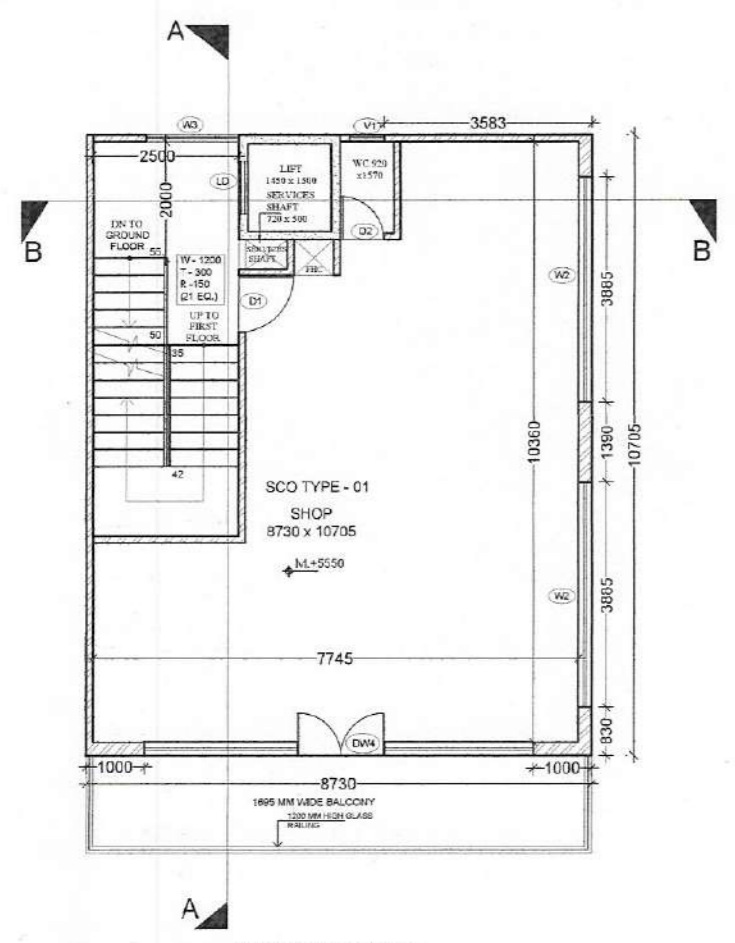 A
W3
V1
3583
2500
LIFT
1450 x 1500
SERVICES
SHAFT
720 x 500
WC 920
x1570
LD
2000
B
B
DN TO
GROUND
FLOOR
D2
SERVICES
SHAFT
FHC
55
W - 1200
T - 300
R -150
(21 EQ.)
W2
3885
D1
UP TO
FIRST
FLOOR
50
35
1390
10360
10705
42
SCO TYPE - 01
SHOP
8730 x 10705
+5550
W2
3885
7745
830
DW4
1000
1000
8730
1695 MM WIDE BALCONY
1200 MM HIGH GLASS
RAILING
A